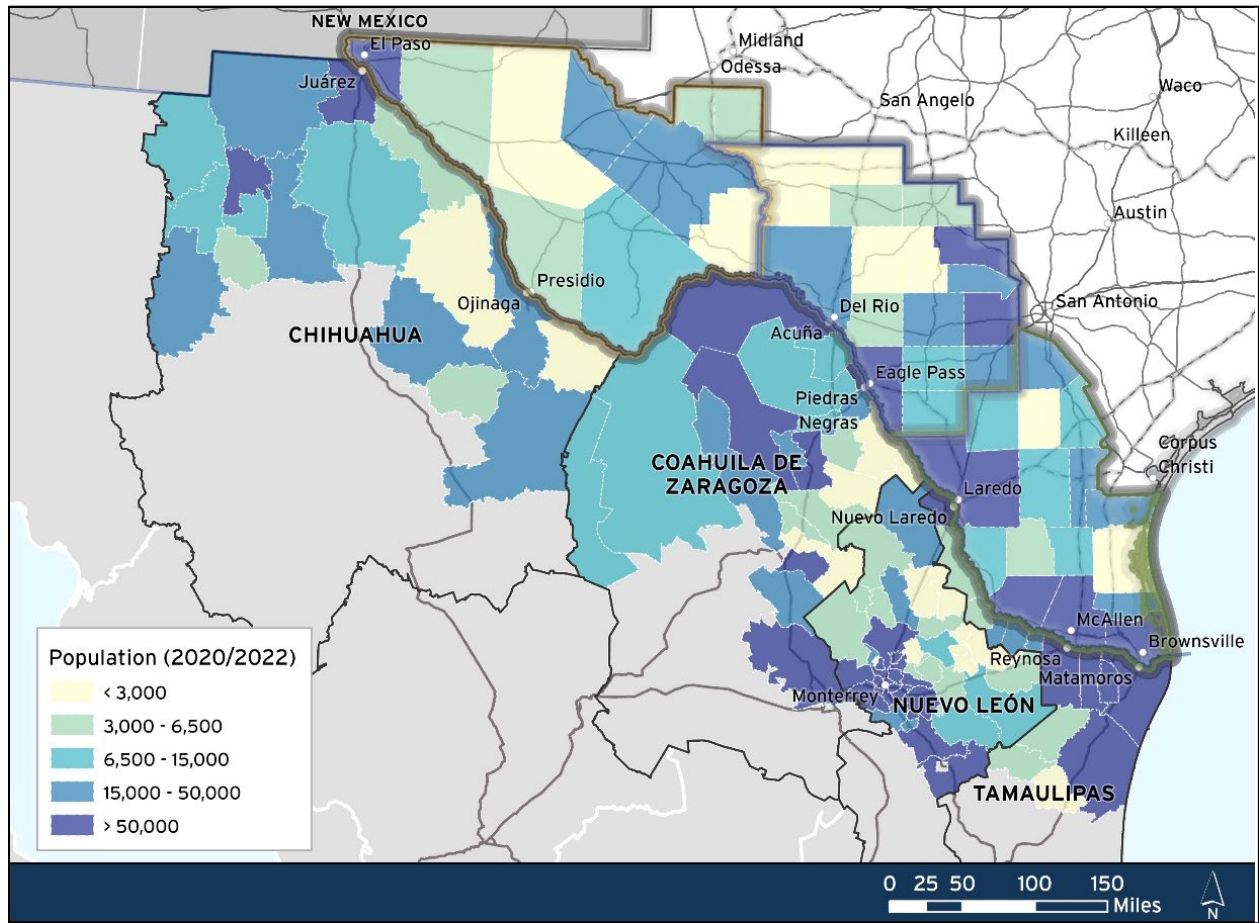 NEW MEXICO
El Paso
Juárez
Midland
Odessa
San Angelo
Waco
Killeen
Austin
San Antonio
Presidio
Ojinaga
CHIHUAHUA
Del Rio
Acuña
Eagle Pass
Piedras
Negras
COAHUILA DE
ZARAGOZA
Corpus
Christi
Laredo
Nuevo Laredo
McAllen
Brownsville
Reynosa
Matamoros
Monterrey
NUEVO LEÓN
TAMAULIPAS
Population (2020/2022)
< 3,000
3,000 - 6,500
6,500 - 15,000
15,000 - 50,000
> 50,000
0 25 50 100 150
Miles
N